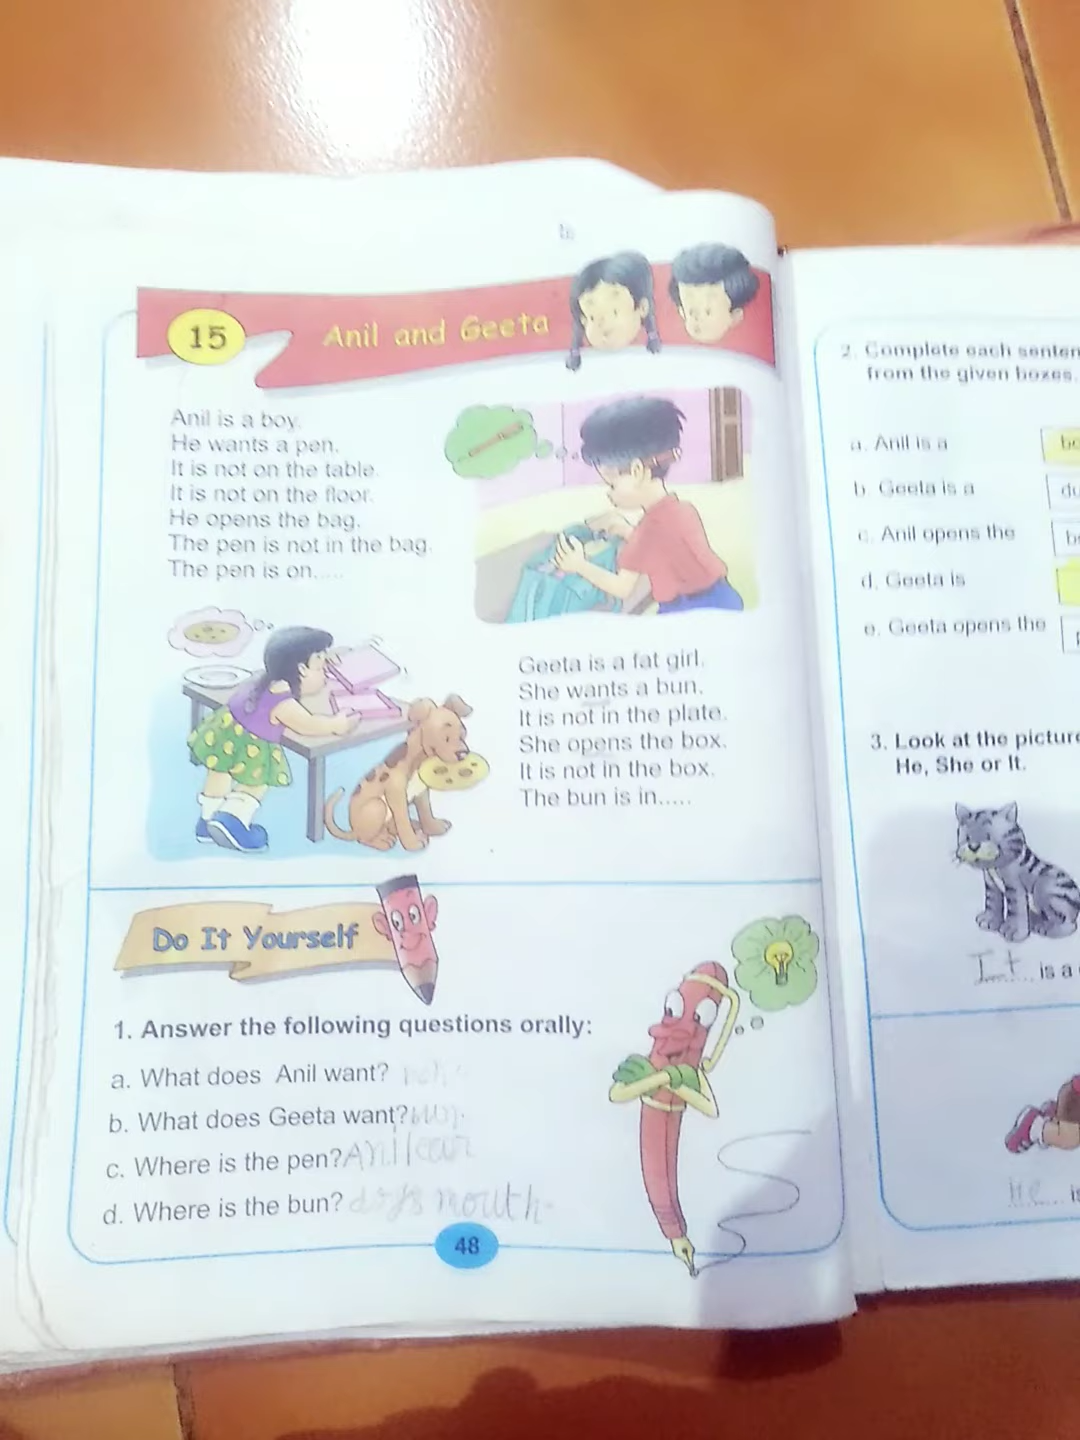 15
Anil and Geeta
Anil is a boy.
He wants a pen.
It is not on the table.
It is not on the floor.
He opens the bag.
The pen is not in the bag.
The pen is on.....
Geeta is a fat girl.
She wants a bun.
It is not in the plate.
She opens the box.
It is not in the box.
The bun is in.....
Do It Yourself
1. Answer the following questions orally:
a. What does Anil want?
b. What does Geeta want?
c. Where is the pen? Anil
d. Where is the bun? dogs mouth
48
2. Complete each
from the given boxes.
a. Anil is a
b. Geeta is a
c. Anil opens the
d. Geeta is
e. Geeta opens the
3. Look at the
He, She or It.
It is a
He